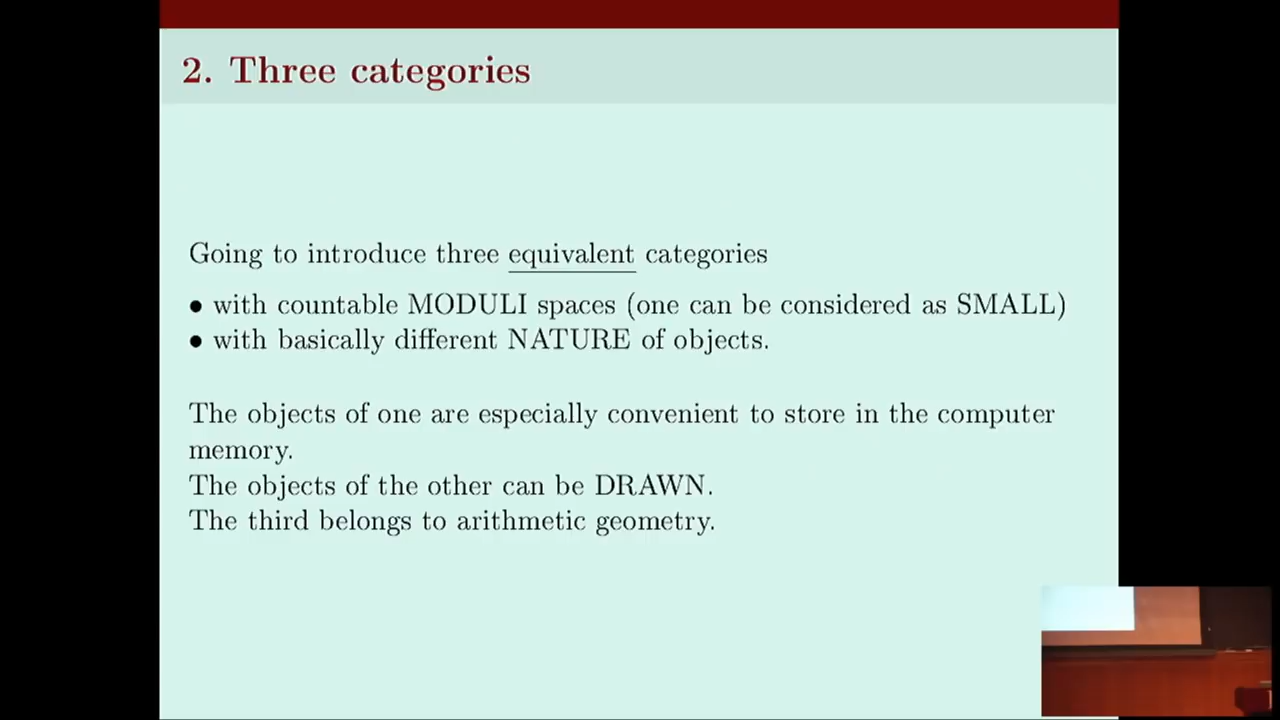 2. Three categories
Going to introduce three equivalent categories
• with countable MODULI spaces (one can be considered as SMALL)
• with basically different NATURE of objects.
The objects of one are especially convenient to store in the computer
memory.
The objects of the other can be DRAWN.
The third belongs to arithmetic geometry.